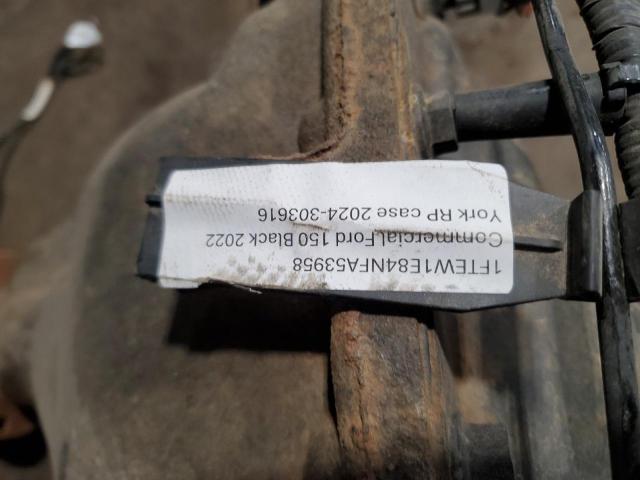 1FTEW1E84NFA53958
Commercial,Ford 150 Black 2022
York RP case 2024-303616